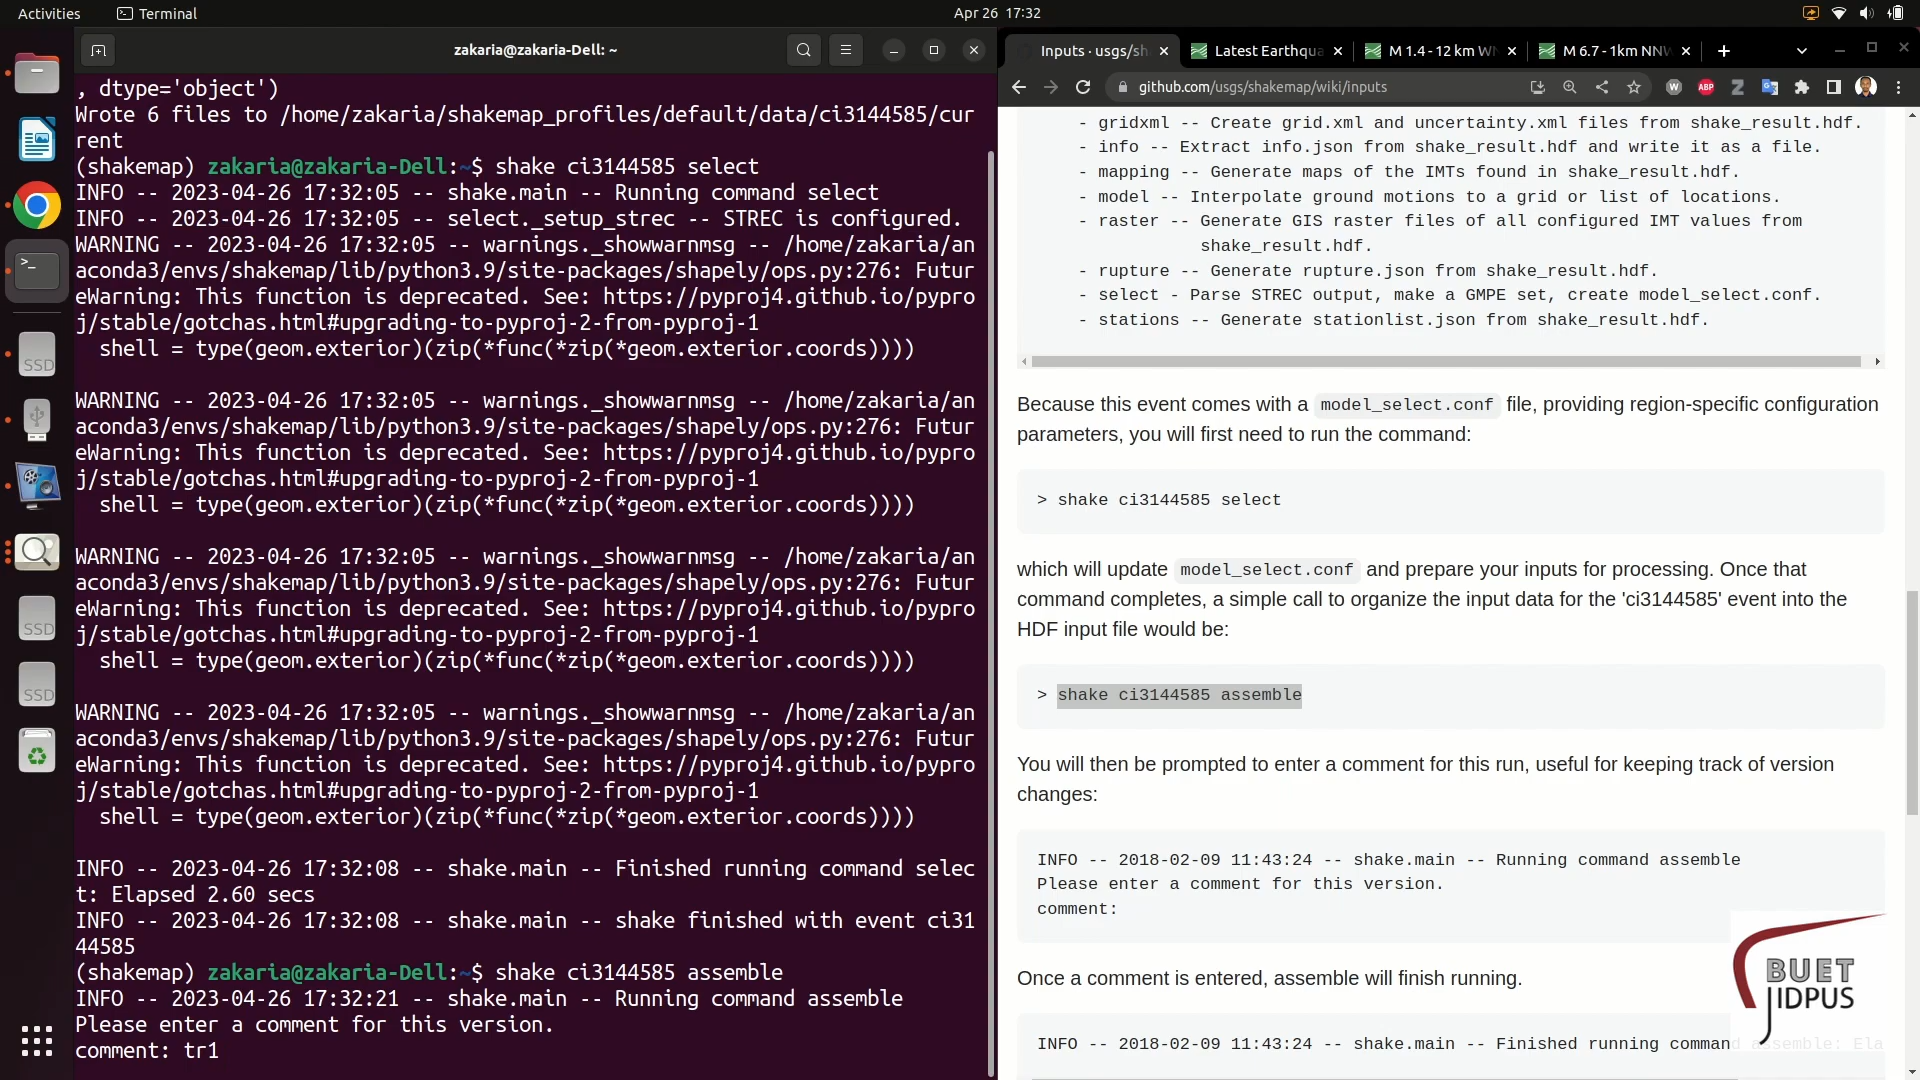 Activities
Terminal
Apr 26 17:32
zakaria@zakaria-Dell: ~
, dtype='object')
Wrote 6 files to /home/zakaria/shakemap_profiles/default/data/ci3144585/cur
rent
(shakemap) zakaria@zakaria-Dell:~$ shake ci3144585 select
INFO -- 2023-04-26 17:32:05 -- shake.main -- Running command select
INFO -- 2023-04-26 17:32:05 -- select._setup_strec -- STREC is configured.
WARNING -- 2023-04-26 17:32:05 -- warnings._showwarnmsg -- /home/zakaria/an
aconda3/envs/shakemap/lib/python3.9/site-packages/shapely/ops.py:276: Futur
eWarning: This function is deprecated. See: https://pyproj4.github.io/pypro
j/stable/gotchas.html#upgrading-to-pyproj-2-from-pyproj-1
shell = type(geom.exterior)(zip(*func(*zip(*geom.exterior.coords))))
WARNING -- 2023-04-26 17:32:05 -- warnings._showwarnmsg -- /home/zakaria/an
aconda3/envs/shakemap/lib/python3.9/site-packages/shapely/ops.py:276: Futur
eWarning: This function is deprecated. See: https://pyproj4.github.io/pypro
j/stable/gotchas.html#upgrading-to-pyproj-2-from-pyproj-1
shell = type(geom.exterior)(zip(*func(*zip(*geom.exterior.coords))))
WARNING -- 2023-04-26 17:32:05 -- warnings._showwarnmsg -- /home/zakaria/an
aconda3/envs/shakemap/lib/python3.9/site-packages/shapely/ops.py:276: Futur
eWarning: This function is deprecated. See: https://pyproj4.github.io/pypro
j/stable/gotchas.html#upgrading-to-pyproj-2-from-pyproj-1
shell = type(geom.exterior)(zip(*func(*zip(*geom.exterior.coords))))
WARNING -- 2023-04-26 17:32:05 -- warnings._showwarnmsg -- /home/zakaria/an
aconda3/envs/shakemap/lib/python3.9/site-packages/shapely/ops.py:276: Futur
eWarning: This function is deprecated. See: https://pyproj4.github.io/pypro
j/stable/gotchas.html#upgrading-to-pyproj-2-from-pyproj-1
shell = type(geom.exterior)(zip(*func(*zip(*geom.exterior.coords))))
INFO -- 2023-04-26 17:32:08 -- shake.main -- Finished running command selec
t: Elapsed 2.60 secs
INFO -- 2023-04-26 17:32:08 -- shake.main -- shake finished with event ci31
44585
(shakemap) zakaria@zakaria-Dell:~$ shake ci3144585 assemble
INFO -- 2023-04-26 17:32:21 -- shake.main -- Running command assemble
Please enter a comment for this version.
comment: tr1
SSD
SSD
SSD
Inputs · usgs/sh
Latest Earthqua
M 1.4 - 12 km W
M 6.7 - 1km NNW
github.com/usgs/shakemap/wiki/inputs
W
ABP
- gridxml -- Create grid.xml and uncertainty.xml files from shake_result.hdf.
- info -- Extract info.json from shake_result.hdf and write it as a file.
- mapping -- Generate maps of the IMTs found in shake_result.hdf.
- model -- Interpolate ground motions to a grid or list of locations.
- raster -- Generate GIS raster files of all configured IMT values from
shake_result.hdf.
- rupture -- Generate rupture.json from shake_result.hdf.
- select - Parse STREC output, make a GMPE set, create model_select.conf.
- stations -- Generate stationlist.json from shake_result.hdf.
Because this event comes with a model_select.conf file, providing region-specific configuration
parameters, you will first need to run the command:
> shake ci3144585 select
which will update model_select.conf and prepare your inputs for processing. Once that
command completes, a simple call to organize the input data for the 'ci3144585' event into the
HDF input file would be:
> shake ci3144585 assemble
You will then be prompted to enter a comment for this run, useful for keeping track of version
changes:
INFO -- 2018-02-09 11:43:24 -- shake.main -- Running command assemble
Please enter a comment for this version.
comment:
Once a comment is entered, assemble will finish running.
INFO -- 2018-02-09 11:43:24 -- shake.main -- Finished running command assemble: Ela
BUET
JIDPUS